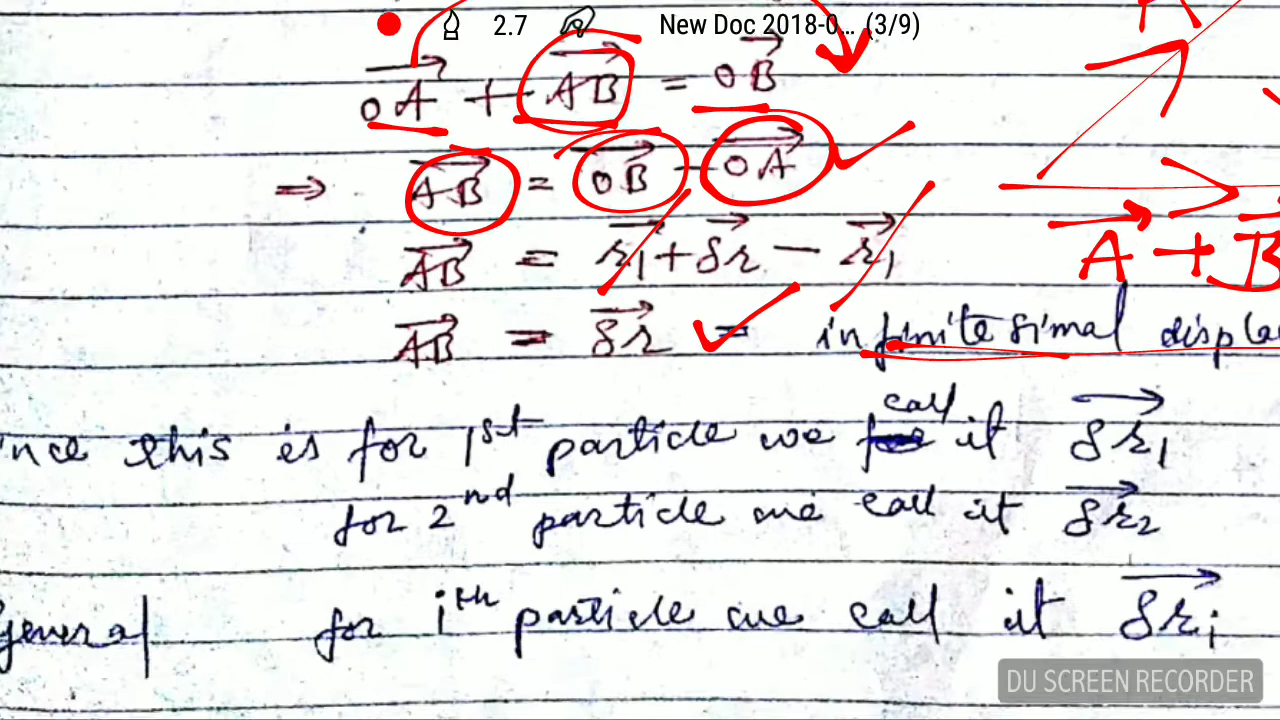 2.7 New Doc 2018-0... (3/9)
→OA + →AB = →OB
⇒ →AB = →OB - →OA
→AB = →r₁ + →δr - →r₁
→A + →B
→AB = →δr = infinitesimal displa
nce this is for 1st particle we call it →δr₁
for 2nd particle we call it →δr₂
general for ith particle we call it →δrᵢ
DU SCREEN RECORDER